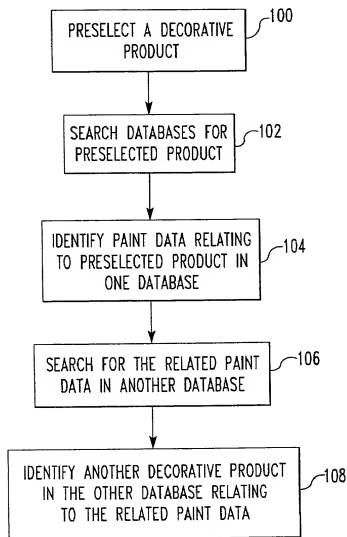 PRESELECT A DECORATIVE
PRODUCT
100
SEARCH DATABASES FOR
PRESELECTED PRODUCT
102
IDENTIFY PAINT DATA RELATING
TO PRESELECTED PRODUCT IN
ONE DATABASE
104
SEARCH FOR THE RELATED PAINT
DATA IN ANOTHER DATABASE
106
IDENTIFY ANOTHER DECORATIVE PRODUCT
IN THE OTHER DATABASE RELATING
TO THE RELATED PAINT DATA
108